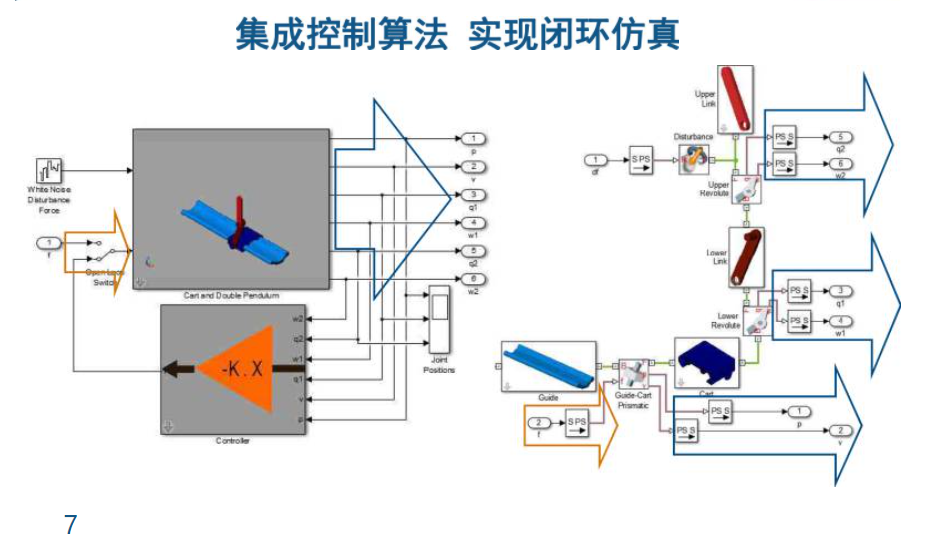 集成控制算法 实现闭环仿真
White Noise
Disturbance
Force
1
f
Open Loop
Switch
Cart and Double Pendulum
1
p
2
v
3
q1
4
w1
5
q2
6
w2
w2
q2
w1
q1
v
p
-K.X
Controller
Joint
Positions
Upper
Link
Disturbance
1
df
S PS
Upper
Revolute
PS S
5
q2
PS S
6
w2
Lower
Link
Lower
Revolute
PS S
3
q1
PS S
4
w1
Guide
Guide-Cart
Prismatic
Cart
2
f
S PS
PS S
1
p
PS S
2
v
7